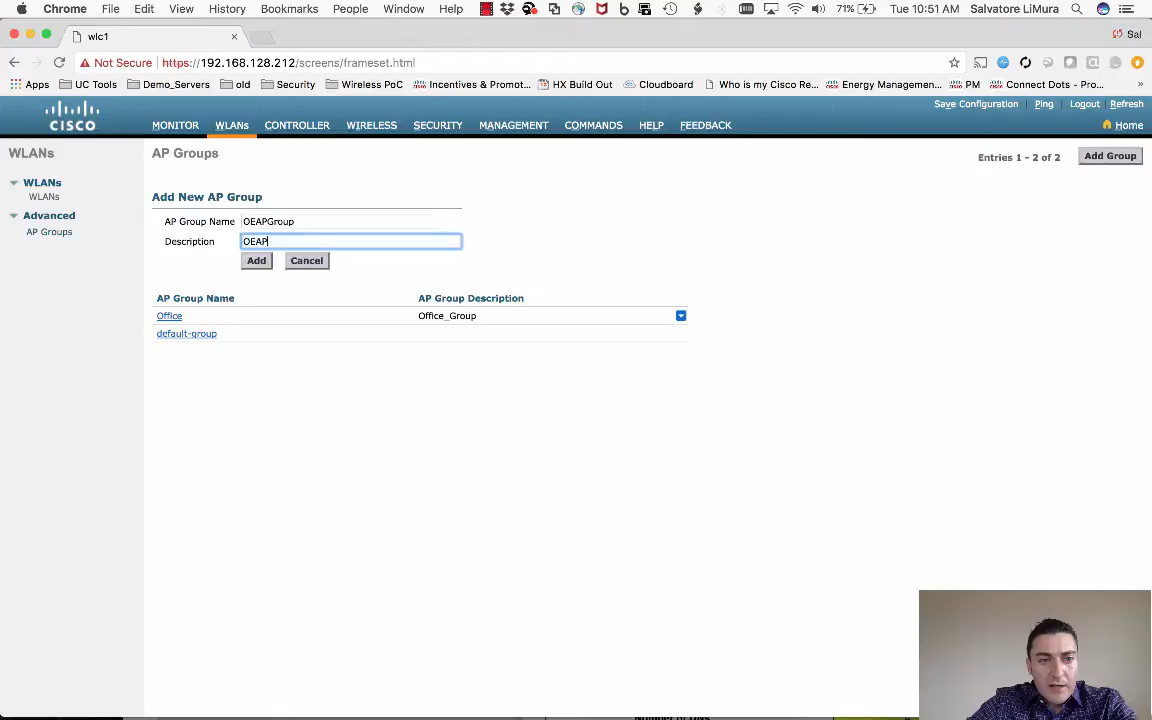 Chrome File Edit View History Bookmarks People Window Help 71% Tue 10:51 AM Salvatore LiMura
wlc1 × Sal
Not Secure https://192.168.128.212/screens/frameset.html
Apps UC Tools Demo_Servers old Security Wireless PoC Incentives & Promot... HX Build Out Cloudboard Who is my Cisco Re... Energy Managemen... PM Connect Dots - Pro... »
Save Configuration Ping Logout Refresh
CISCO MONITOR WLANs CONTROLLER WIRELESS SECURITY MANAGEMENT COMMANDS HELP FEEDBACK Home
WLANs AP Groups Entries 1 - 2 of 2 Add Group
WLANs
WLANs
Advanced
AP Groups
Add New AP Group
AP Group Name OEAPGroup
Description OEAP
Add Cancel
AP Group Name AP Group Description
Office Office_Group
default-group